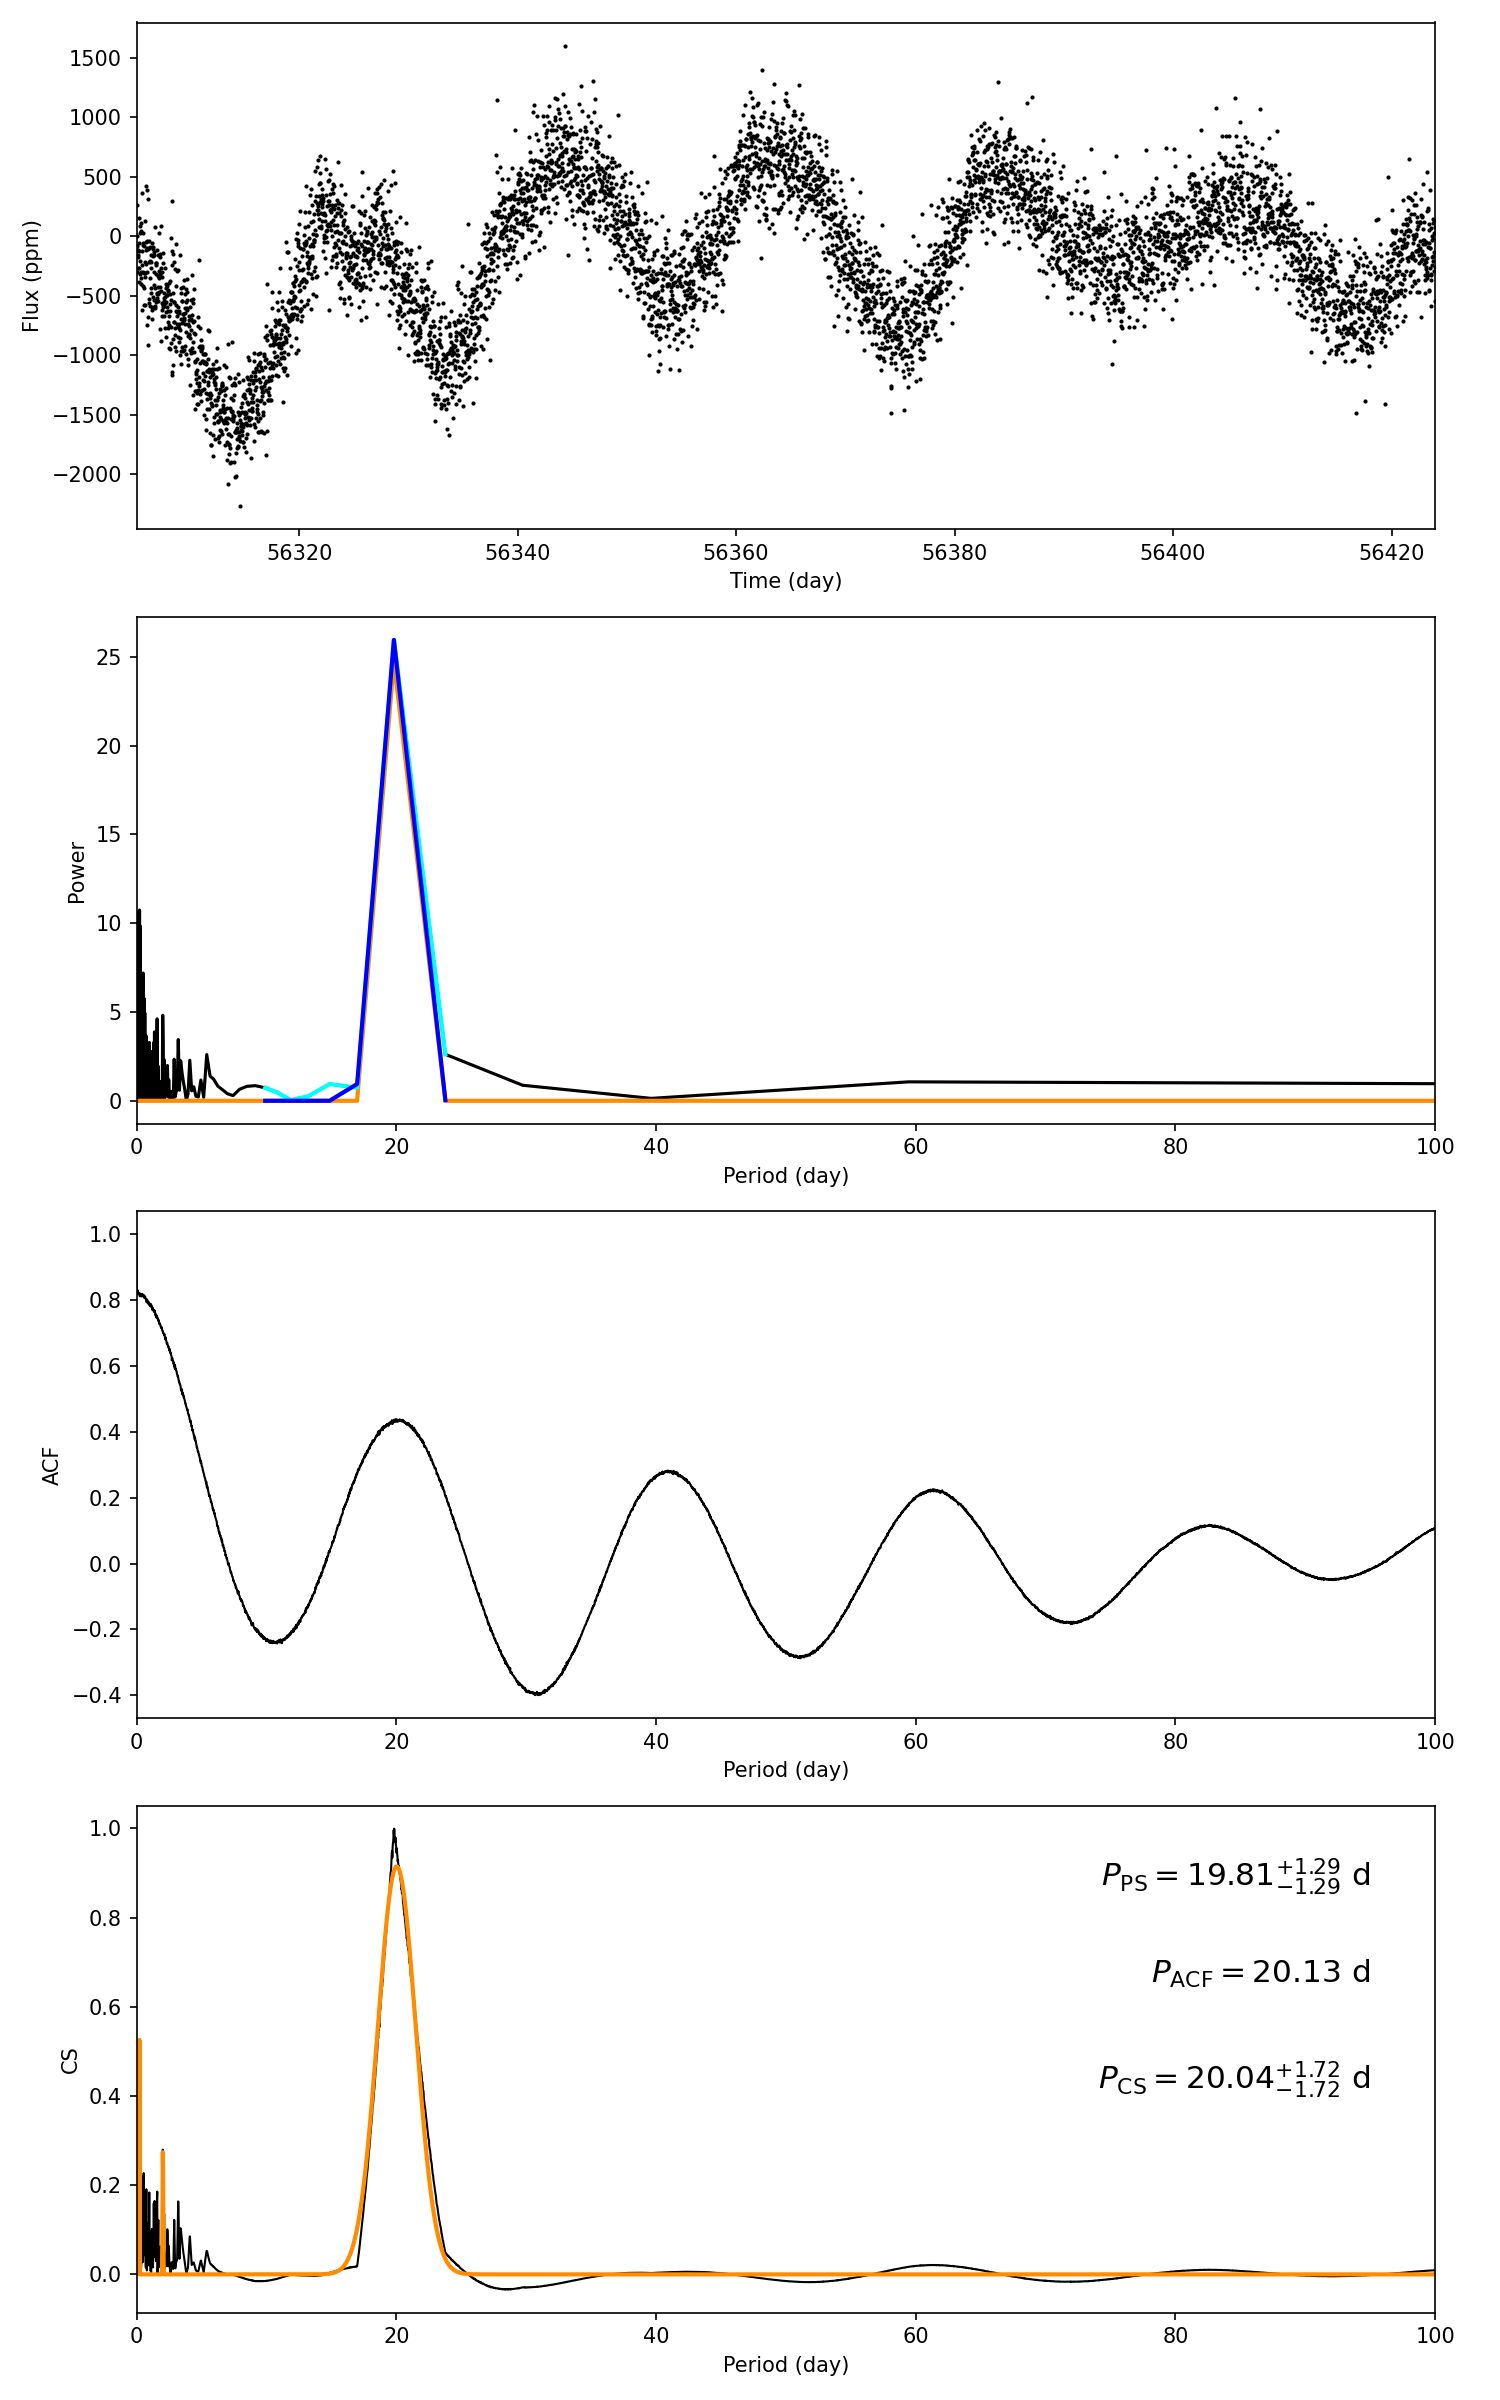 1500
1000
500
0
−500
−1000
−1500
−2000
Flux (ppm)
56320 56340 56360 56380 56400 56420
Time (day)
25
20
15
10
5
0
Power
0 20 40 60 80 100
Period (day)
1.0
0.8
0.6
0.4
0.2
0.0
−0.2
−0.4
ACF
0 20 40 60 80 100
Period (day)
1.0
0.8
0.6
0.4
0.2
0.0
CS
P_PS = 19.81^{+1.29}_{−1.29} d
P_ACF = 20.13 d
P_CS = 20.04^{+1.72}_{−1.72} d
0 20 40 60 80 100
Period (day)